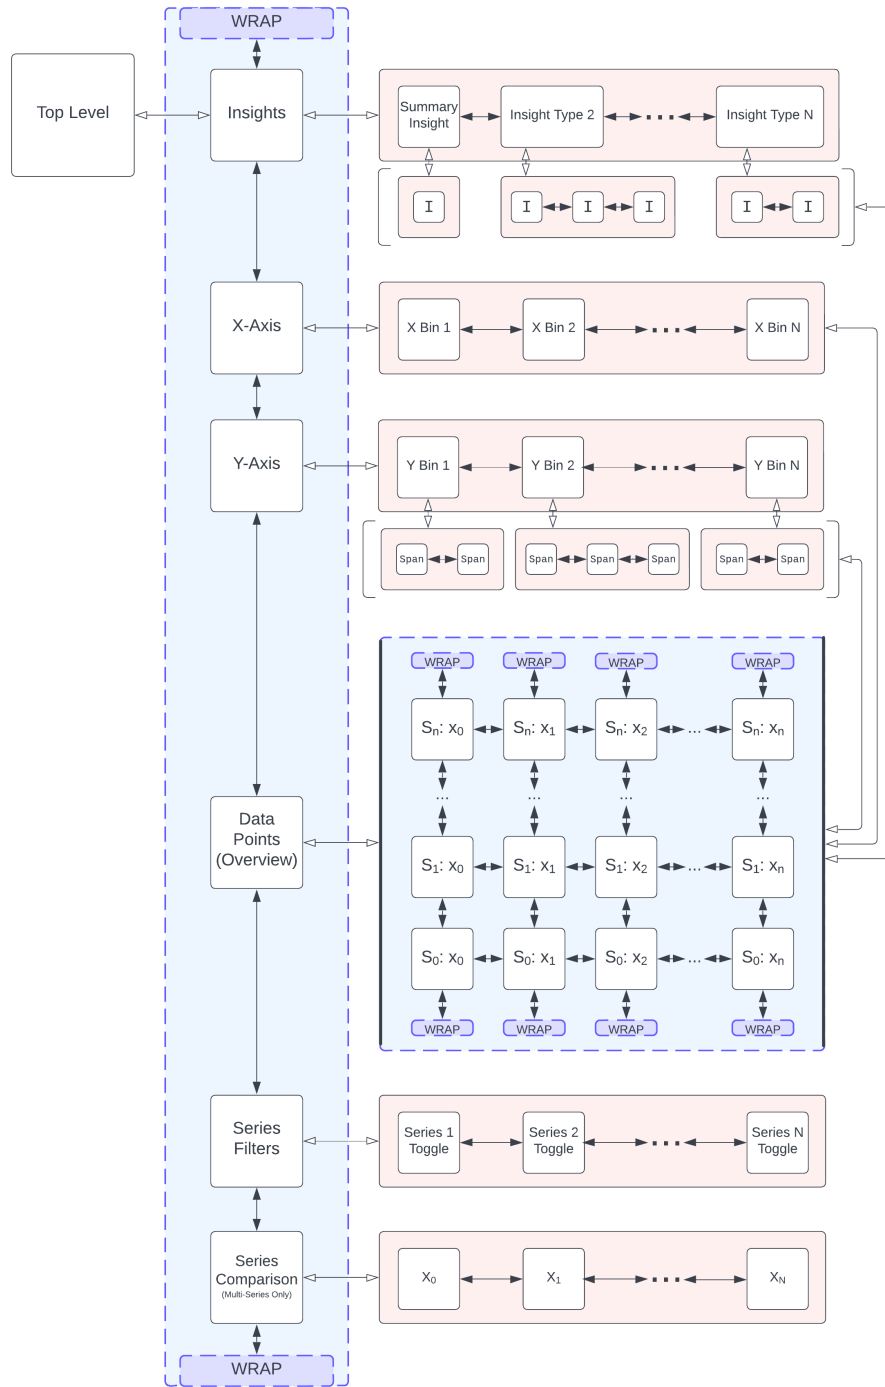 WRAP
Top Level
Insights
Summary
Insight
Insight Type 2
Insight Type N
I
I
I
I
I
I
X-Axis
X Bin 1
X Bin 2
X Bin N
Y-Axis
Y Bin 1
Y Bin 2
Y Bin N
Span
Span
Span
Span
Span
Span
Span
WRAP
WRAP
WRAP
WRAP
Sn: x0
Sn: x1
Sn: x2
...
Sn: xn
...
...
...
...
Data
Points
(Overview)
S1: x0
S1: x1
S1: x2
...
S1: xn
S0: x0
S0: x1
S0: x2
...
S0: xn
WRAP
WRAP
WRAP
WRAP
Series
Filters
Series 1
Toggle
Series 2
Toggle
Series N
Toggle
Series
Comparison
(Multi-Series Only)
X0
X1
XN
WRAP